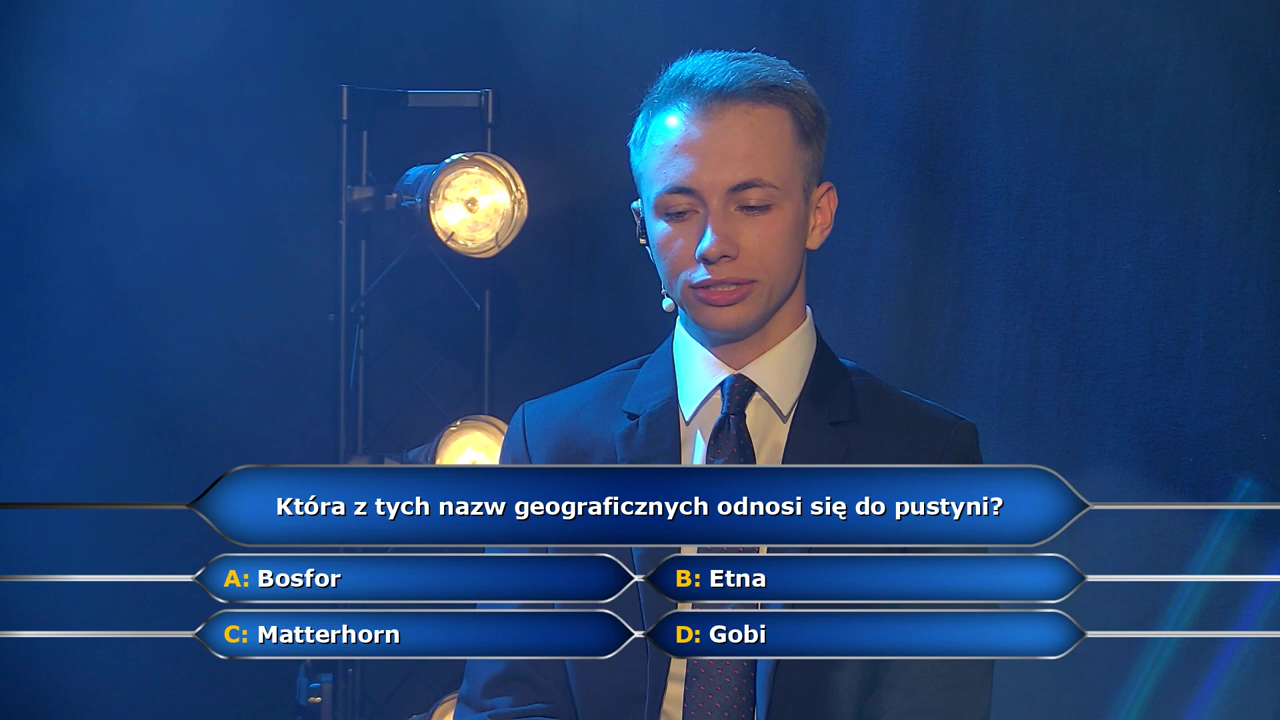 Która z tych nazw geograficznych odnosi się do pustyni?
A: Bosfor
B: Etna
C: Matterhorn
D: Gobi